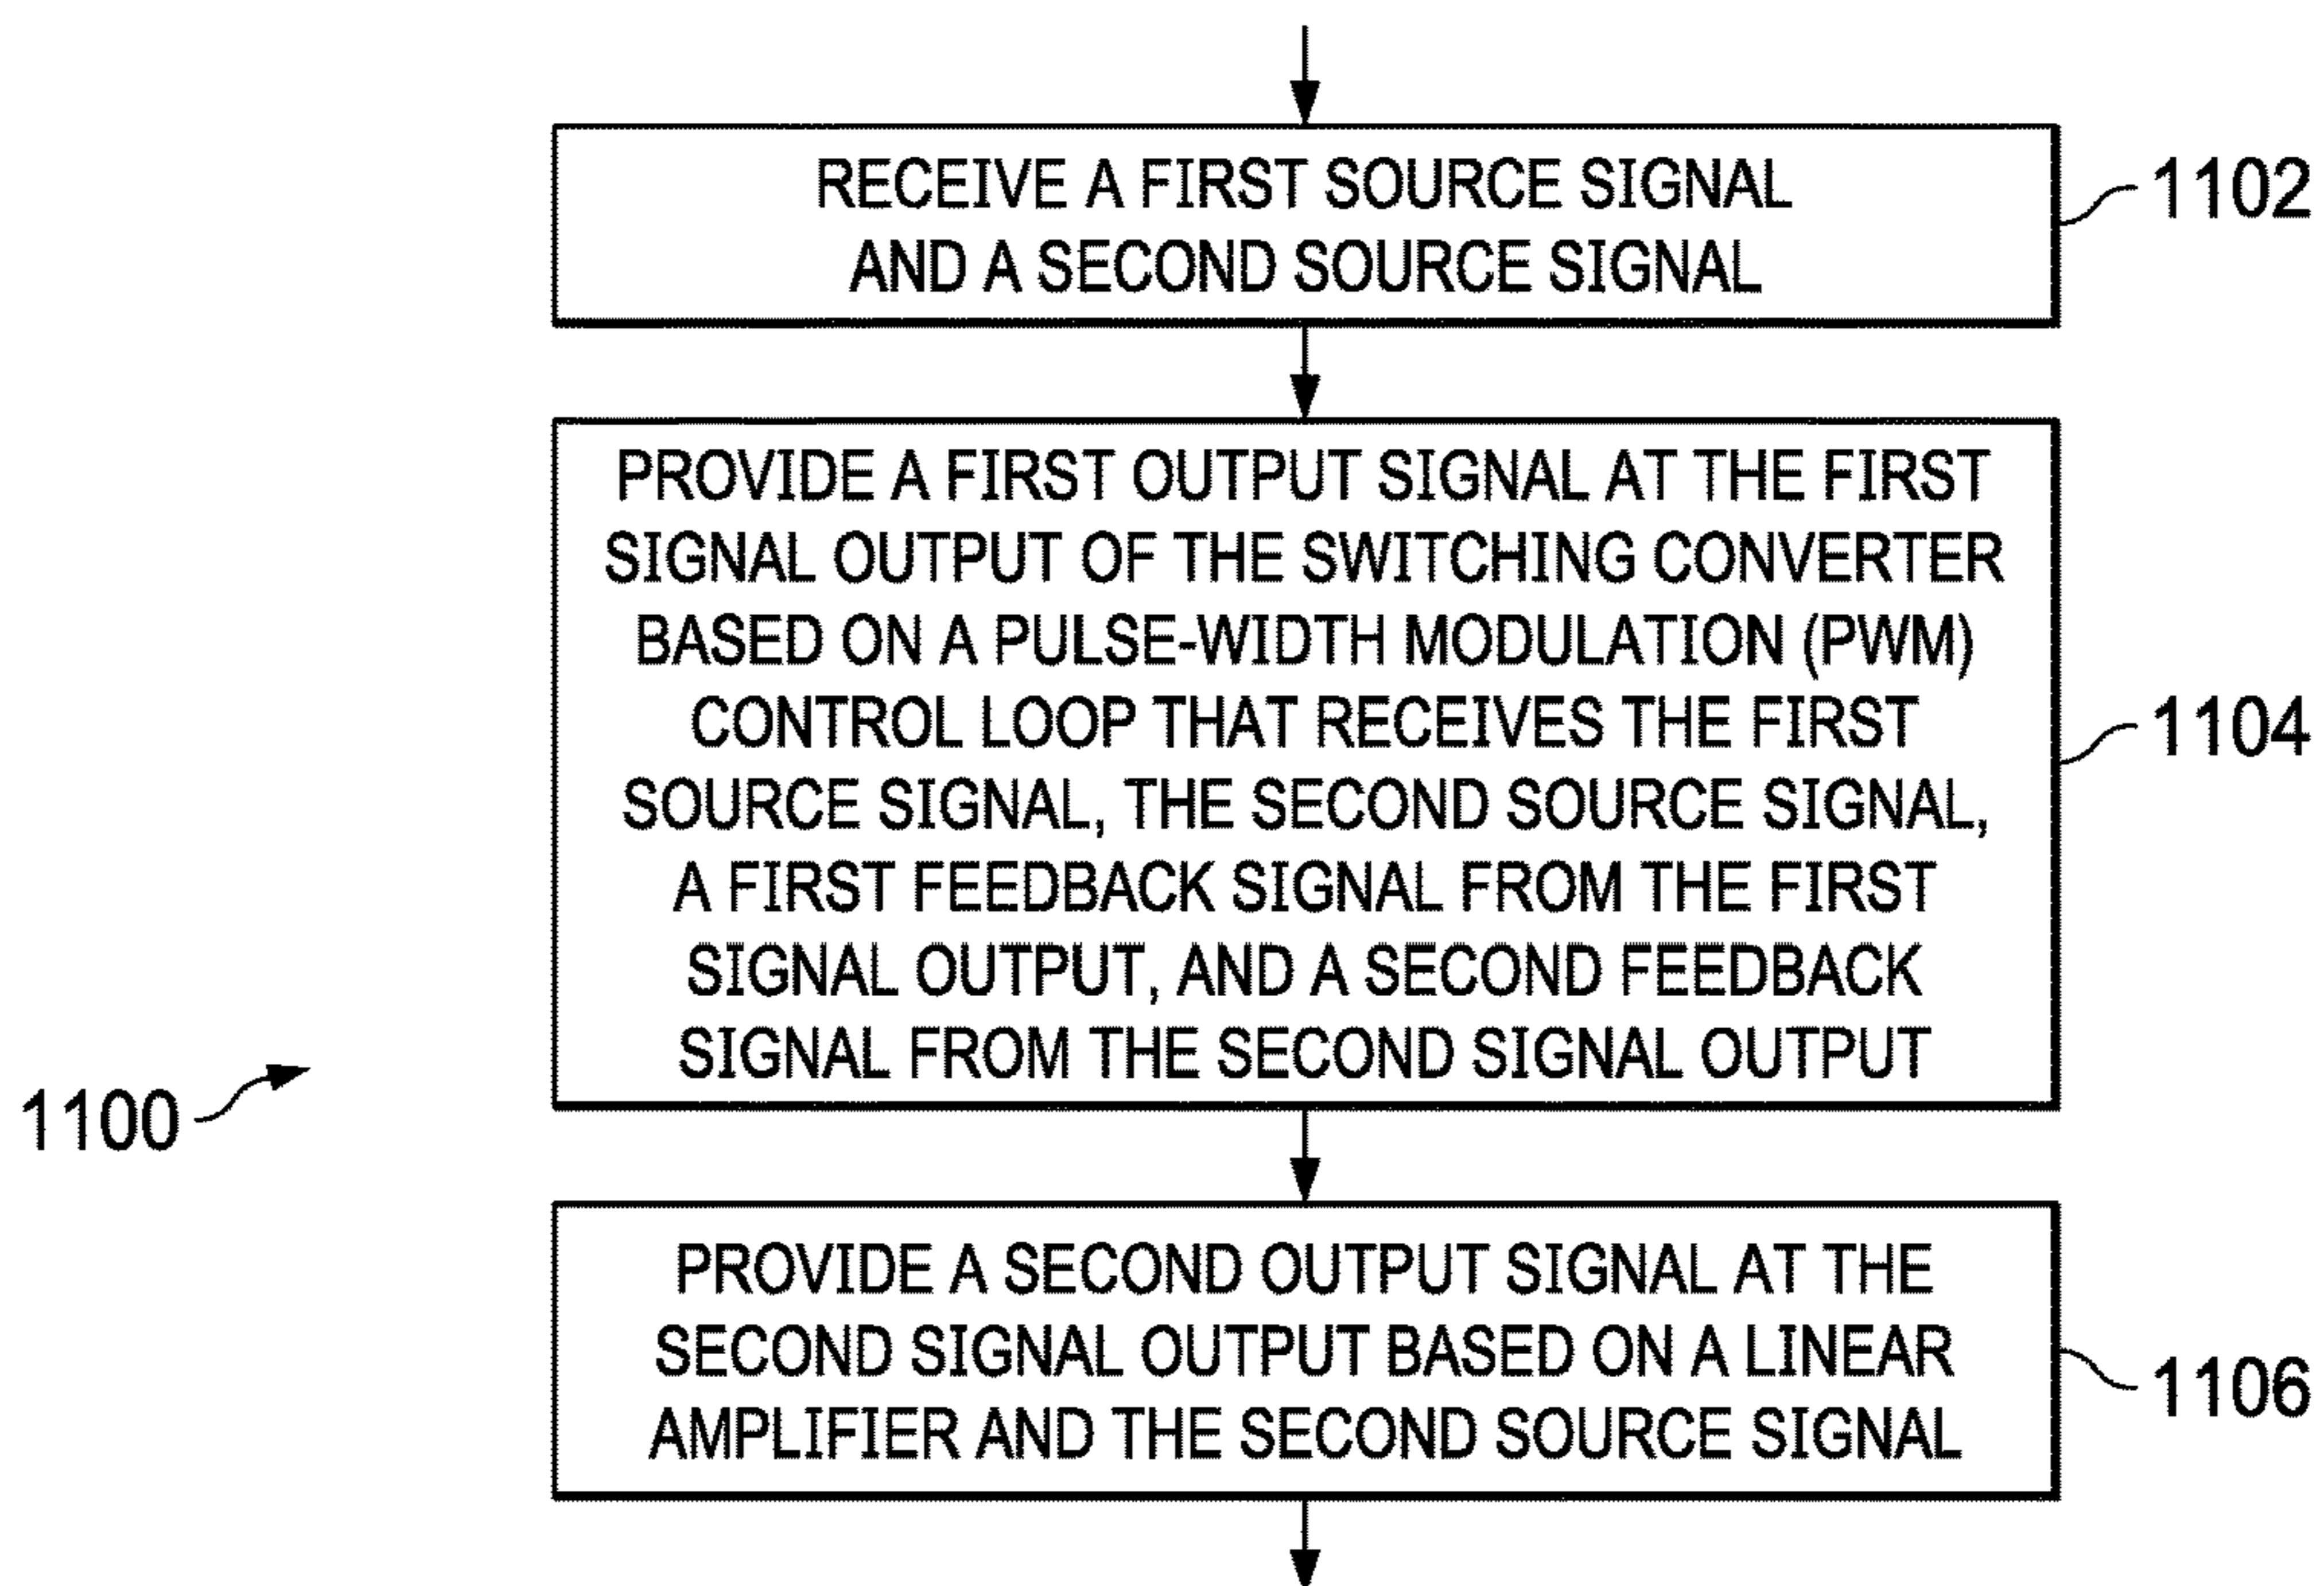 RECEIVE A FIRST SOURCE SIGNAL
AND A SECOND SOURCE SIGNAL
1102
PROVIDE A FIRST OUTPUT SIGNAL AT THE FIRST
SIGNAL OUTPUT OF THE SWITCHING CONVERTER
BASED ON A PULSE-WIDTH MODULATION (PWM)
CONTROL LOOP THAT RECEIVES THE FIRST
SOURCE SIGNAL, THE SECOND SOURCE SIGNAL,
A FIRST FEEDBACK SIGNAL FROM THE FIRST
SIGNAL OUTPUT, AND A SECOND FEEDBACK
SIGNAL FROM THE SECOND SIGNAL OUTPUT
1104
1100
PROVIDE A SECOND OUTPUT SIGNAL AT THE
SECOND SIGNAL OUTPUT BASED ON A LINEAR
AMPLIFIER AND THE SECOND SOURCE SIGNAL
1106